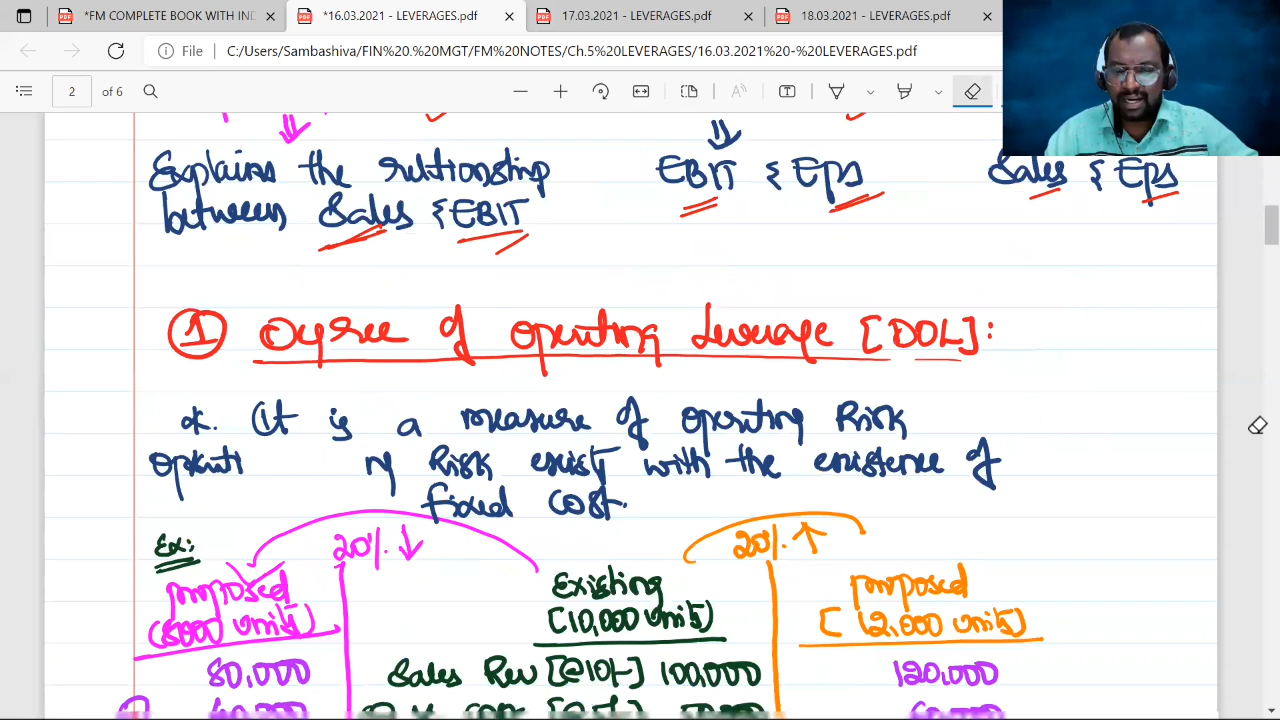 *FM COMPLETE BOOK WITH IND
*16.03.2021 - LEVERAGES.pdf
17.03.2021 - LEVERAGES.pdf
18.03.2021 - LEVERAGES.pdf
File
C:/Users/Sambashiva/FIN%20.%20MGT/FM%20NOTES/Ch.5%20LEVERAGES/16.03.2021%20-%20LEVERAGES.pdf
2 of 6
Explains the relationship
between Sales & EBIT
EBIT & Eps
Sales & Eps
① Degree of operating Leverage [DOL]:
*. (It is a measure of operating Risk
operati ng Risk exist with the existence of
fixed cost.
Ex:
20% ↓
20% ↑
proposed
(8000 units)
Existing
[10,000 units)
proposed
[12,000 units)
80,000
Sales Rev [@10/-] 100,000
120,000